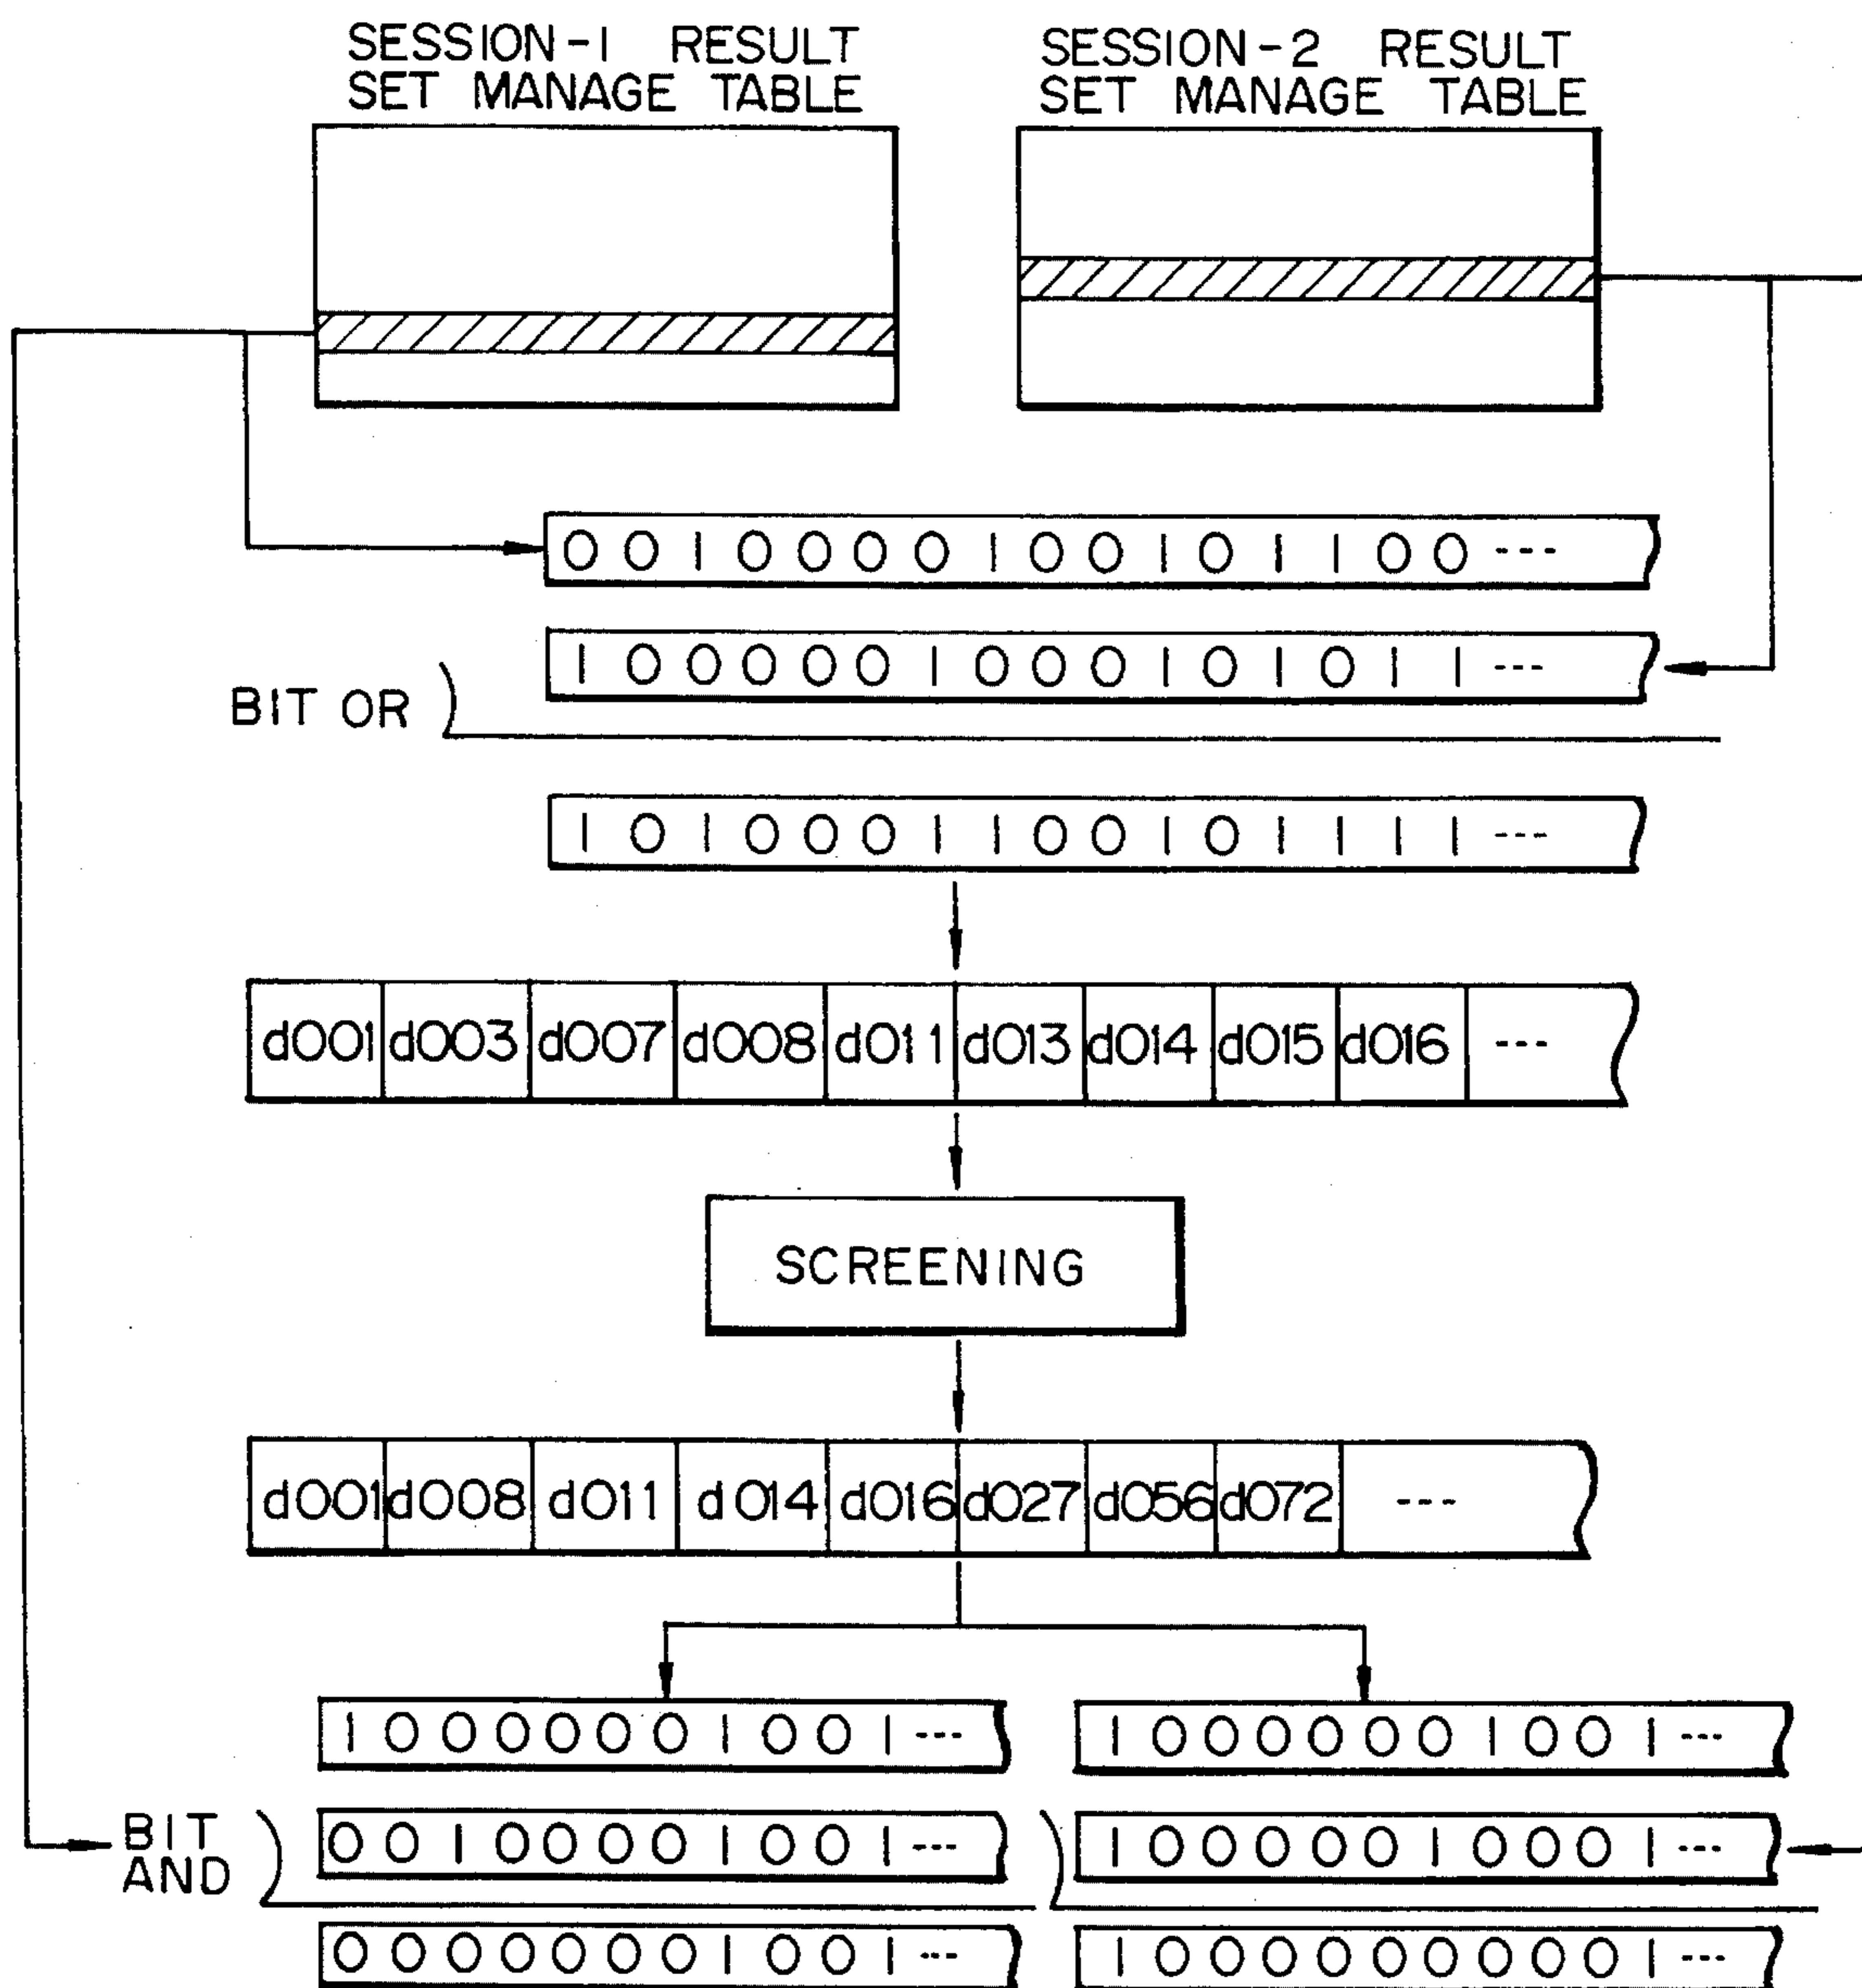 SESSION-1 RESULT
SET MANAGE TABLE
SESSION-2 RESULT
SET MANAGE TABLE
0 0 1 0 0 0 0 1 0 0 1 0 1 1 0 0 ---
1 0 0 0 0 0 1 0 0 0 1 0 1 0 1 1 ---
BIT OR
1 0 1 0 0 0 1 1 0 0 1 0 1 1 1 1 ---
d001 d003 d007 d008 d011 d013 d014 d015 d016 ---
SCREENING
d001 d008 d011 d014 d016 d027 d056 d072 ---
1 0 0 0 0 0 0 1 0 0 1 ---
1 0 0 0 0 0 0 1 0 0 1 ---
BIT
AND
0 0 1 0 0 0 0 1 0 0 1 ---
1 0 0 0 0 0 1 0 0 0 1 ---
0 0 0 0 0 0 0 1 0 0 1 ---
1 0 0 0 0 0 0 0 0 0 1 ---